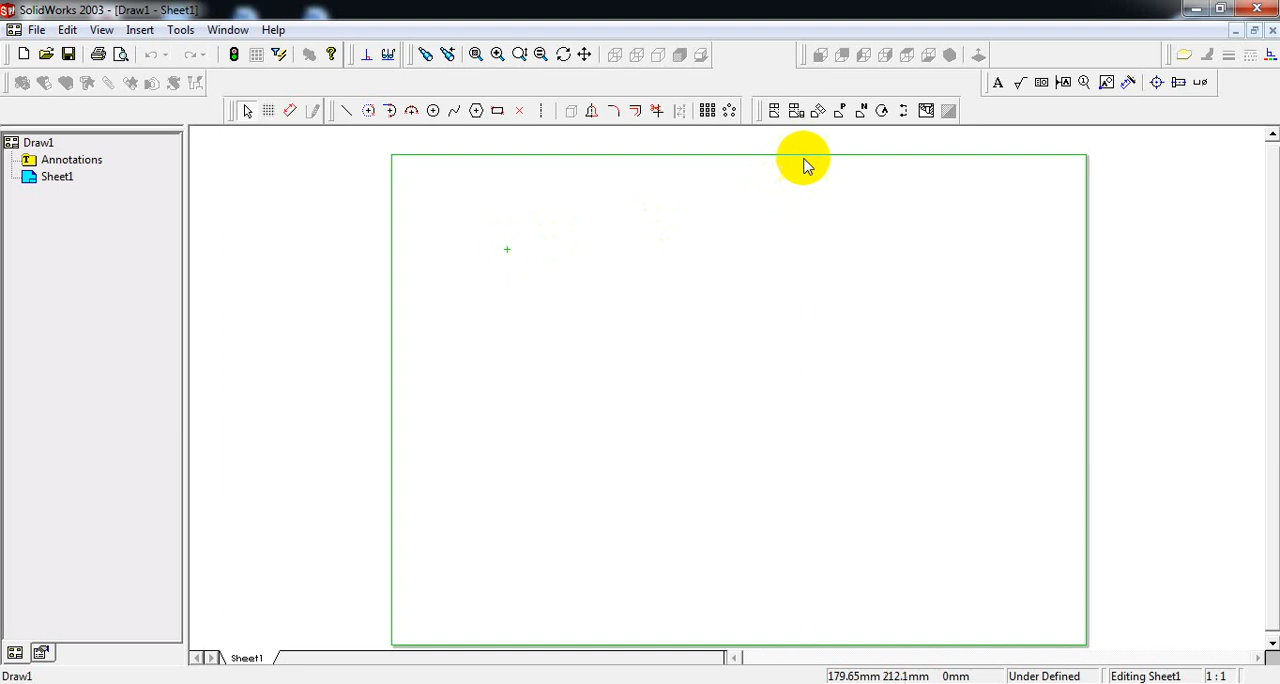 SolidWorks 2003 - [Draw1 - Sheet1]
File Edit View Insert Tools Window Help
Draw1
Annotations
Sheet1
Sheet1
Draw1 179.65mm 212.1mm 0mm Under Defined Editing Sheet1 1 : 1